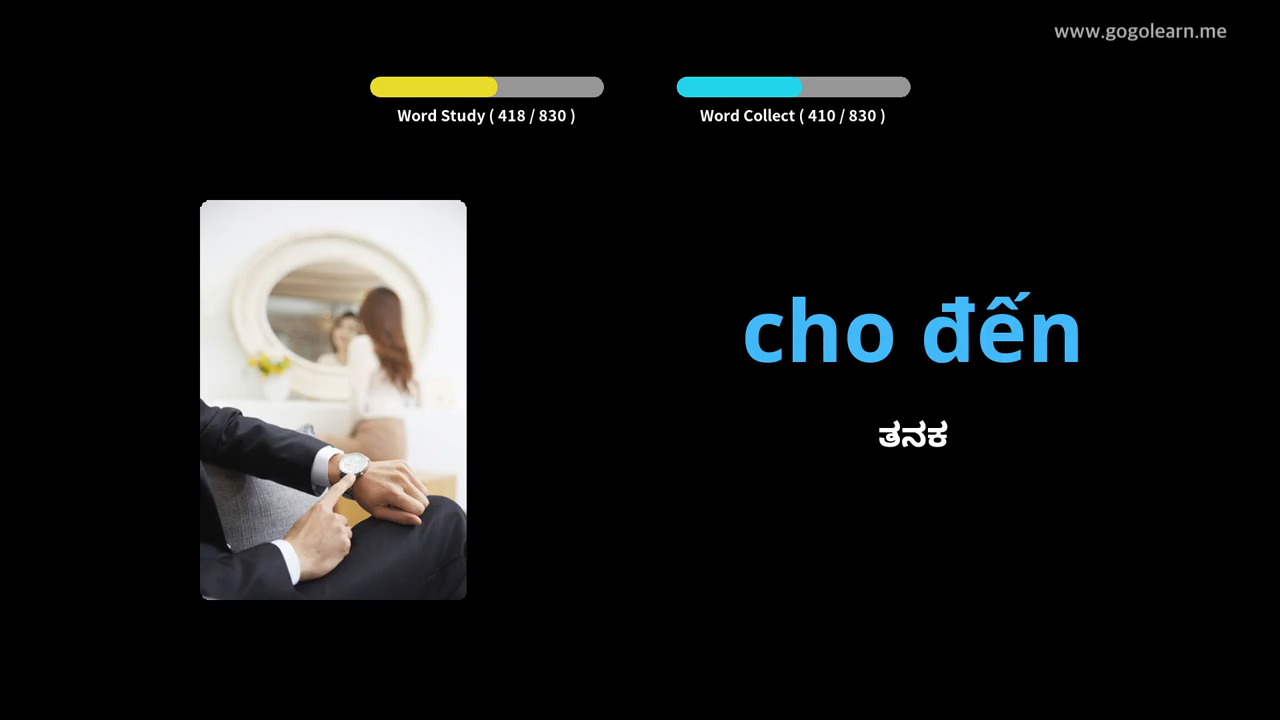 www.gogolearn.me
Word Study ( 418 / 830 )
Word Collect ( 410 / 830 )
cho đến
ತನಕ